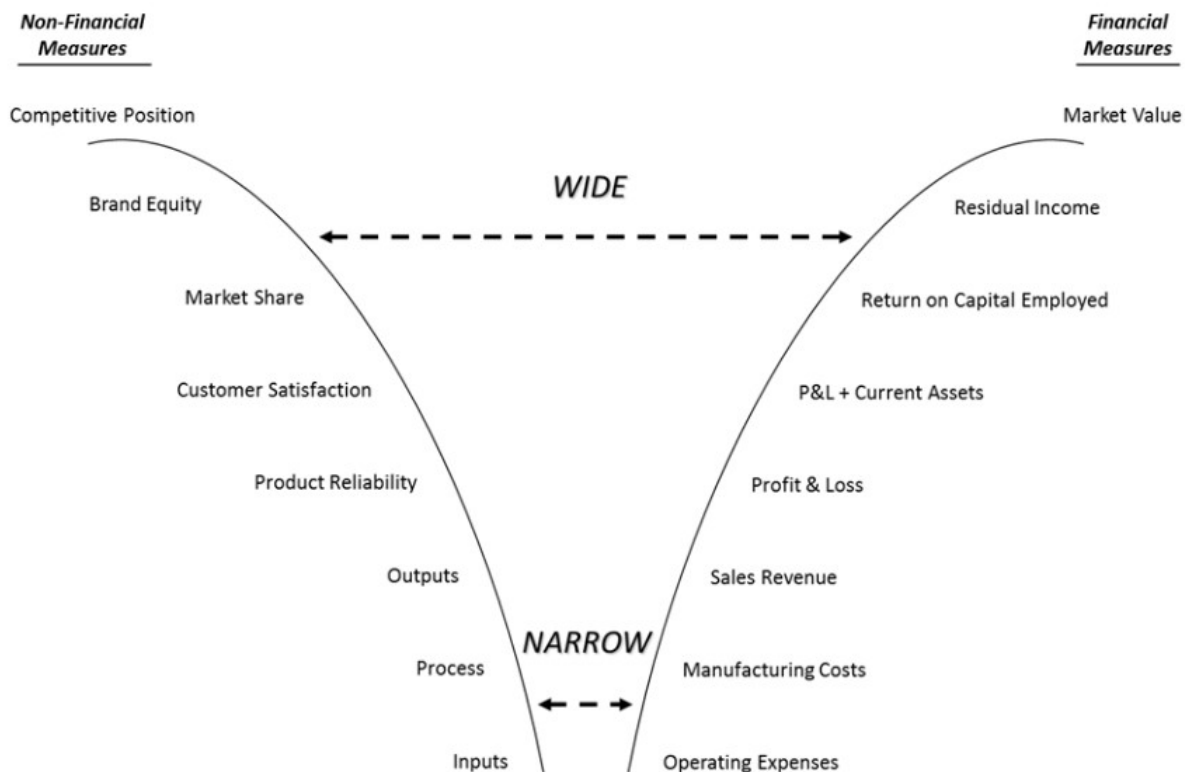 Non-Financial
Measures
Financial
Measures
Competitive Position
Market Value
WIDE
Brand Equity
Residual Income
Market Share
Return on Capital Employed
Customer Satisfaction
P&L + Current Assets
Product Reliability
Profit & Loss
Outputs
Sales Revenue
NARROW
Process
Manufacturing Costs
Inputs
Operating Expenses